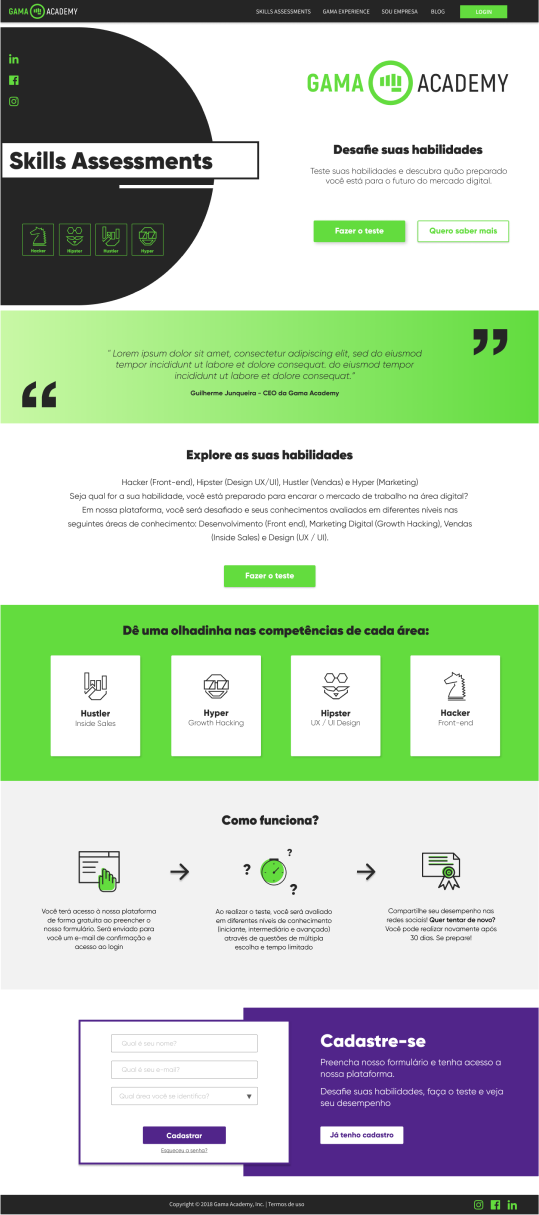 GAMA ACADEMY
SKILLS ASSESSMENTS GAMA EXPERIENCE SOU EMPRESA BLOG LOGIN
GAMA ACADEMY
Skills Assessments
Desafie suas habilidades
Teste suas habilidades e descubra quão preparado
você está para o futuro do mercado digital.
Fazer o teste Quero saber mais
Hacker Hipster Hustler Hyper
" Lorem ipsum dolor sit amet, consectetur adipiscing elit, sed do eiusmod
tempor incididunt ut labore et dolore consequat. do eiusmod tempor
incididunt ut labore et dolore consequat."
Guilherme Junqueira - CEO da Gama Academy
Explore as suas habilidades
Hacker (Front-end), Hipster (Design UX/UI), Hustler (Vendas) e Hyper (Marketing)
Seja qual for a sua habilidade, você está preparado para encarar o mercado de trabalho na área digital?
Em nossa plataforma, você será desafiado e seus conhecimentos avaliados em diferentes níveis nas
seguintes áreas de conhecimento: Desenvolvimento (Front end), Marketing Digital (Growth Hacking), Vendas
(Inside Sales) e Design (UX / UI).
Fazer o teste
Dê uma olhadinha nas competências de cada área:
Hustler
Inside Sales
Hyper
Growth Hacking
Hipster
UX / UI Design
Hacker
Front-end
Como funciona?
? ? ?
Você terá acesso à nossa plataforma
de forma gratuita ao preencher o
nosso formulário. Será enviado para
você um e-mail de confirmação e
acesso ao login
Ao realizar o teste, você será avaliado
em diferentes níveis de conhecimento
(iniciante, intermediário e avançado)
através de questões de múltipla
escolha e tempo limitado
Compartilhe seu desempenho nas
redes sociais! Quer tentar de novo?
Você pode realizar novamente após
30 dias. Se prepare!
Qual é seu nome?
Qual é seu e-mail?
Qual área você se identifica?
Cadastrar
Esqueceu a senha?
Cadastre-se
Preencha nosso formulário e tenha acesso a
nossa plataforma.
Desafie suas habilidades, faça o teste e veja
seu desempenho
Já tenho cadastro
Copyright © 2018 Gama Academy, Inc. | Termos de uso